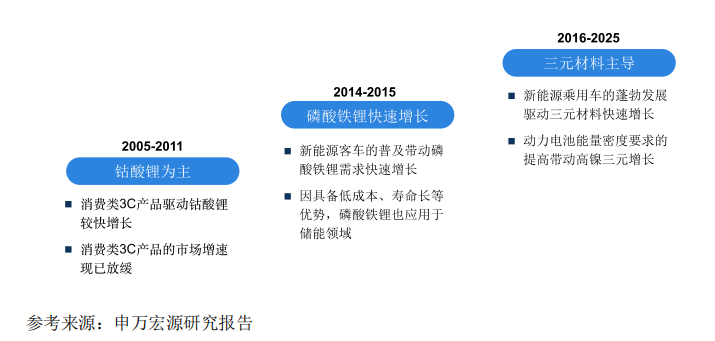 2005-2011
钴酸锂为主
消费类3C产品驱动钴酸锂
较快增长
消费类3C产品的市场增速
现已放缓
2014-2015
磷酸铁锂快速增长
新能源客车的普及带动磷
酸铁锂需求快速增长
因具备低成本、寿命长等
优势，磷酸铁锂也应用于
储能领域
2016-2025
三元材料主导
新能源乘用车的蓬勃发展
驱动三元材料快速增长
动力电池能量密度要求的
提高带动高镍三元增长
参考来源：申万宏源研究报告